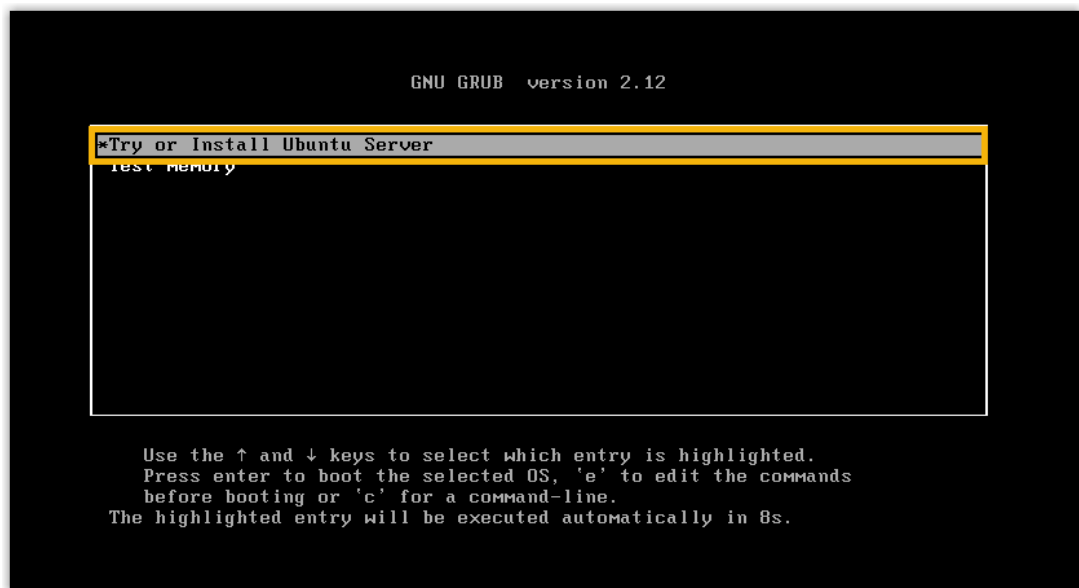 GNU GRUB version 2.12
*Try or Install Ubuntu Server
Test memory
Use the ↑ and ↓ keys to select which entry is highlighted.
Press enter to boot the selected OS, `e' to edit the commands
before booting or `c' for a command-line.
The highlighted entry will be executed automatically in 8s.